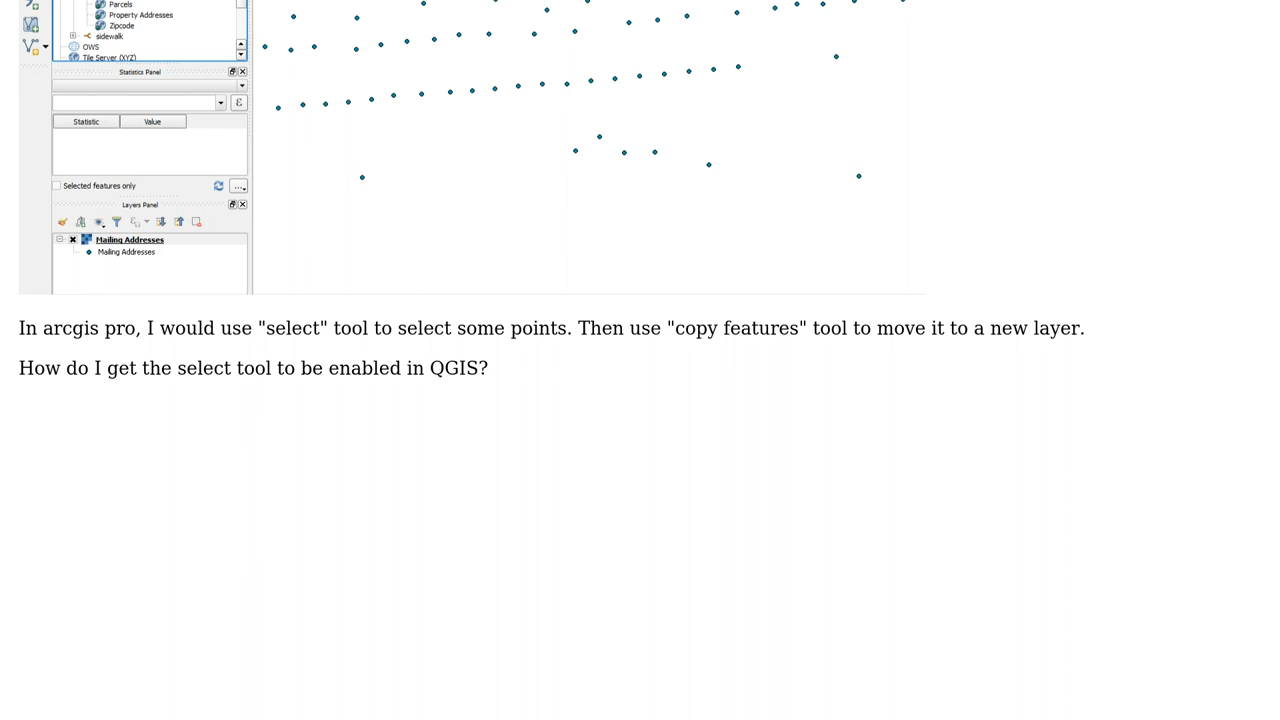 Parcels
Property Addresses
Zipcode
sidewalk
OWS
Tile Server (XYZ)
Statistics Panel
ε
Statistic Value
Selected features only
...
Layers Panel
Mailing Addresses
Mailing Addresses
In arcgis pro, I would use "select" tool to select some points. Then use "copy features" tool to move it to a new layer.
How do I get the select tool to be enabled in QGIS?